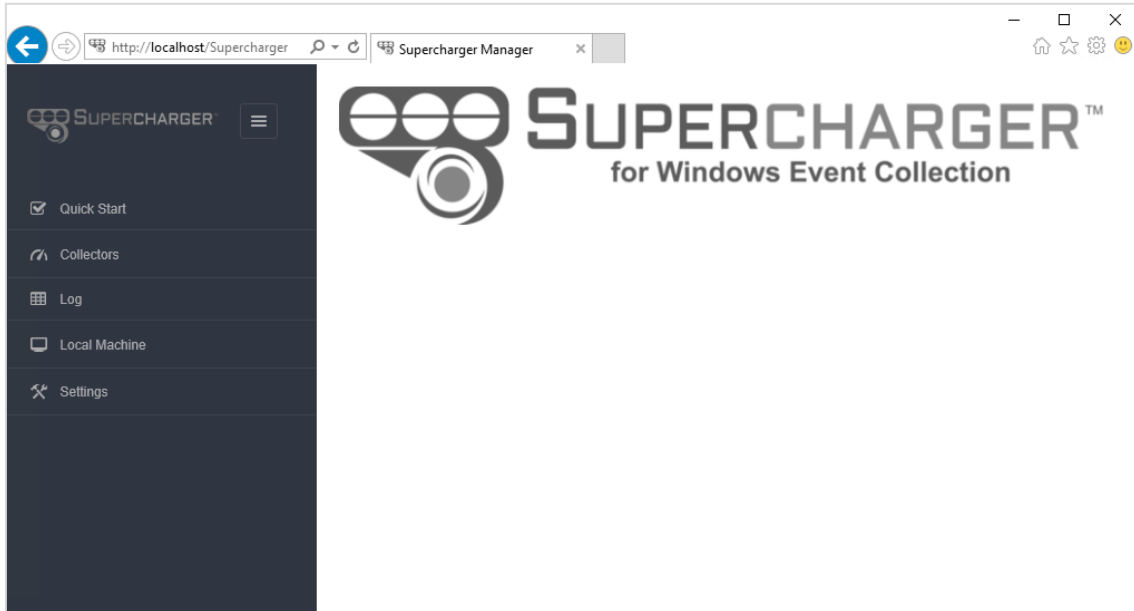 http://localhost/Supercharger
Supercharger Manager
SUPERCHARGER
SUPERCHARGER™
for Windows Event Collection
Quick Start
Collectors
Log
Local Machine
Settings